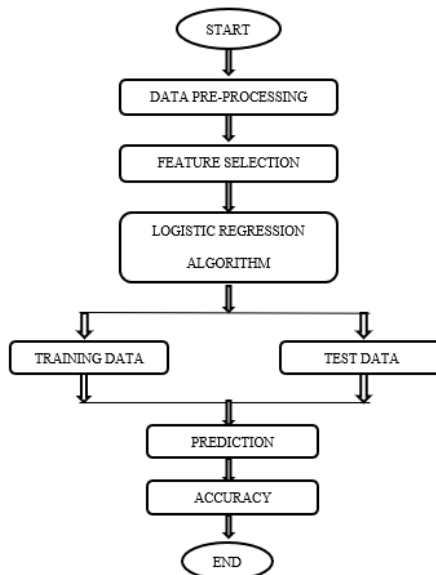 START
DATA PRE-PROCESSING
FEATURE SELECTION
LOGISTIC REGRESSION
ALGORITHM
TRAINING DATA
TEST DATA
PREDICTION
ACCURACY
END